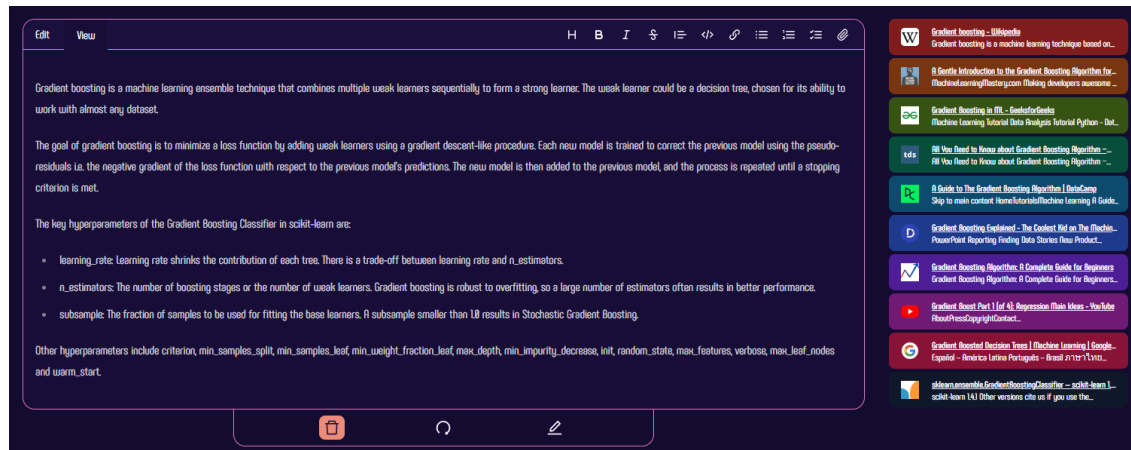 Edit View H B I S </>
Gradient boosting is a machine learning ensemble technique that combines multiple weak learners sequentially to form a strong learner. The weak learner could be a decision tree, chosen for its ability to
work with almost any dataset.
The goal of gradient boosting is to minimize a loss function by adding weak learners using a gradient descent-like procedure. Each new model is trained to correct the previous model using the pseudo-
residuals i.e. the negative gradient of the loss function with respect to the previous model's predictions. The new model is then added to the previous model, and the process is repeated until a stopping
criterion is met.
The key hyperparameters of the Gradient Boosting Classifier in scikit-learn are:
• learning_rate: Learning rate shrinks the contribution of each tree. There is a trade-off between learning rate and n_estimators.
• n_estimators: The number of boosting stages or the number of weak learners. Gradient boosting is robust to overfitting, so a large number of estimators often results in better performance.
• subsample: The fraction of samples to be used for fitting the base learners. A subsample smaller than 1.0 results in Stochastic Gradient Boosting.
Other hyperparameters include criterion, min_samples_split, min_samples_leaf, min_weight_fraction_leaf, max_depth, min_impurity_decrease, init, random_state, max_features, verbose, max_leaf_nodes
and warm_start.
W
Gradient boosting - Wikipedia
Gradient boosting is a machine learning technique based on...
A Gentle Introduction to the Gradient Boosting Algorithm for...
MachineLearningMastery.com Making developers awesome ...
Gradient Boosting in ML - GeeksforGeeks
Machine Learning Tutorial Data Analysis Tutorial Python – Dat...
tds
All You Need to Know about Gradient Boosting Algorithm −...
All You Need to Know about Gradient Boosting Algorithm −...
A Guide to The Gradient Boosting Algorithm | DataCamp
Skip to main content HomeTutorialsMachine Learning A Guide...
D
Gradient Boosting Explained - The Coolest Kid on The Machin...
PowerPoint Reporting Finding Data Stories New Product...
Gradient Boosting Algorithm: A Complete Guide for Beginners
Gradient Boosting Algorithm: A Complete Guide for Beginners...
Gradient Boost Part 1 (of 4): Regression Main Ideas - YouTube
AboutPressCopyrightContact...
G
Gradient Boosted Decision Trees | Machine Learning | Google...
Español – América Latina Português – Brasil ภาษาไทย...
sklearn.ensemble.GradientBoostingClassifier — scikit-learn 1....
scikit-learn 1.4.1 Other versions cite us if you use the...